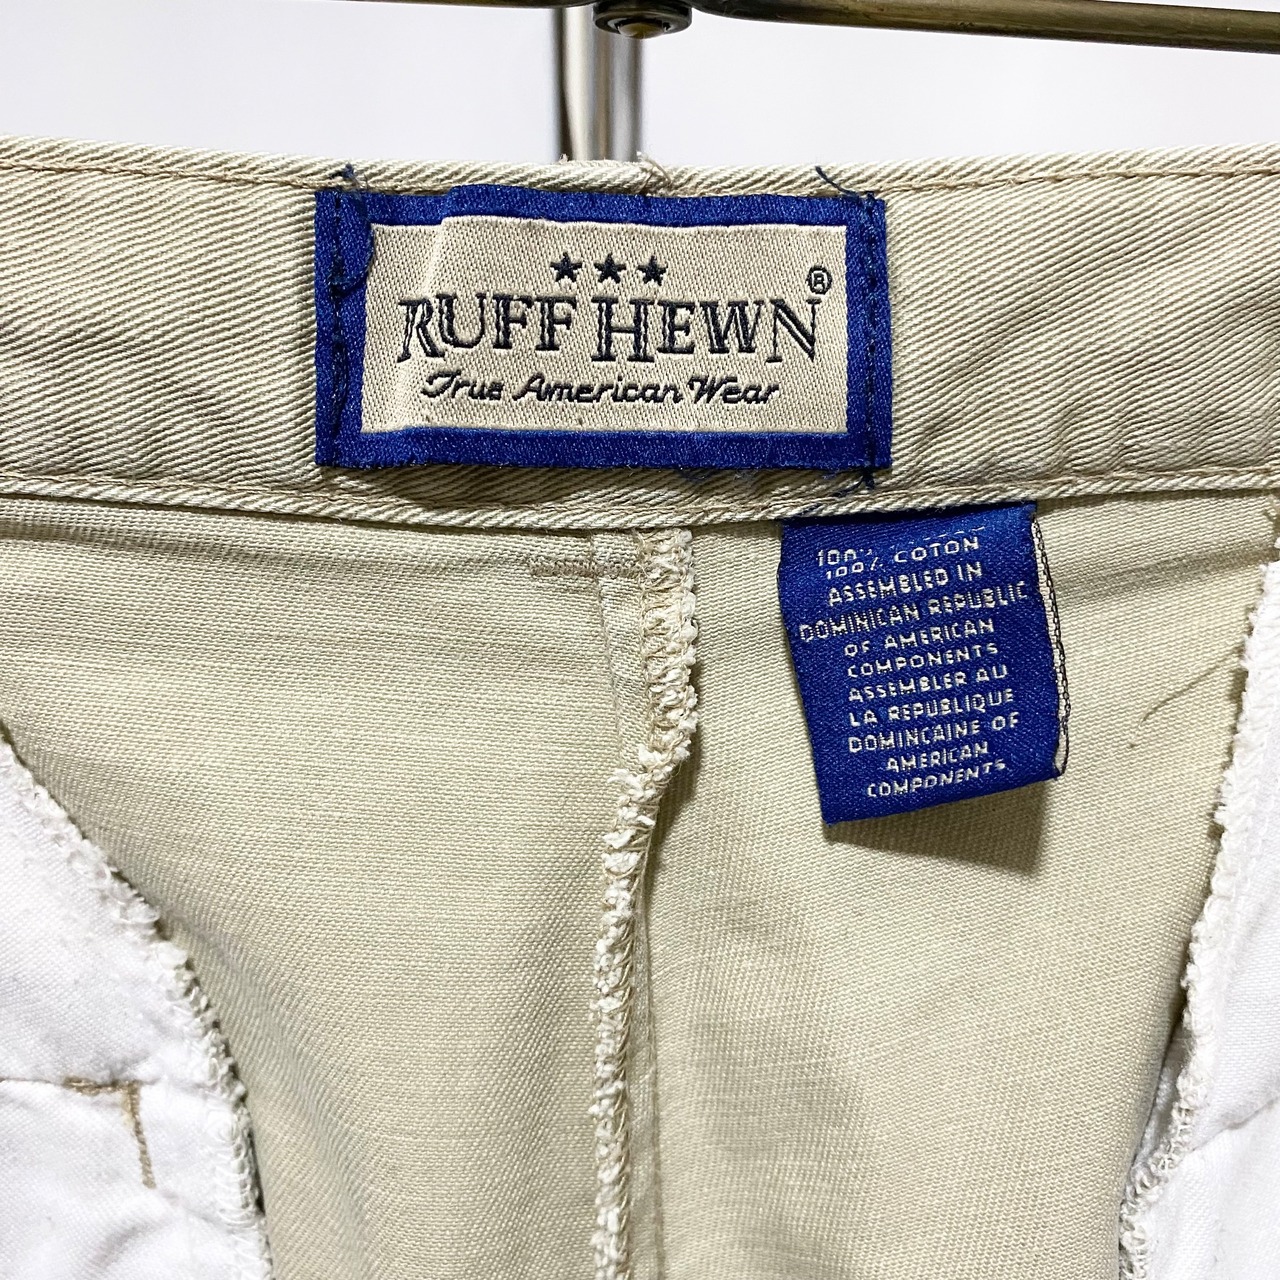 ★★★
RUFF HEWN®
True American Wear
100%
100% COTON
ASSEMBLED IN
DOMINICAN REPUBLIC
OF AMERICAN
COMPONENTS
ASSEMBLER AU
LA REPUBLIQUE
DOMINCAINE OF
AMERICAN
COMPONENTS